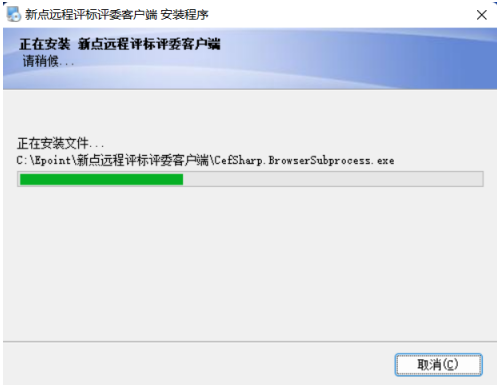 新点远程评标评委客户端 安装程序
正在安装 新点远程评标评委客户端
请稍候...
正在安装文件...
C:\Epoint\新点远程评标评委客户端\CefSharp.BrowserSubprocess.exe
取消(C)